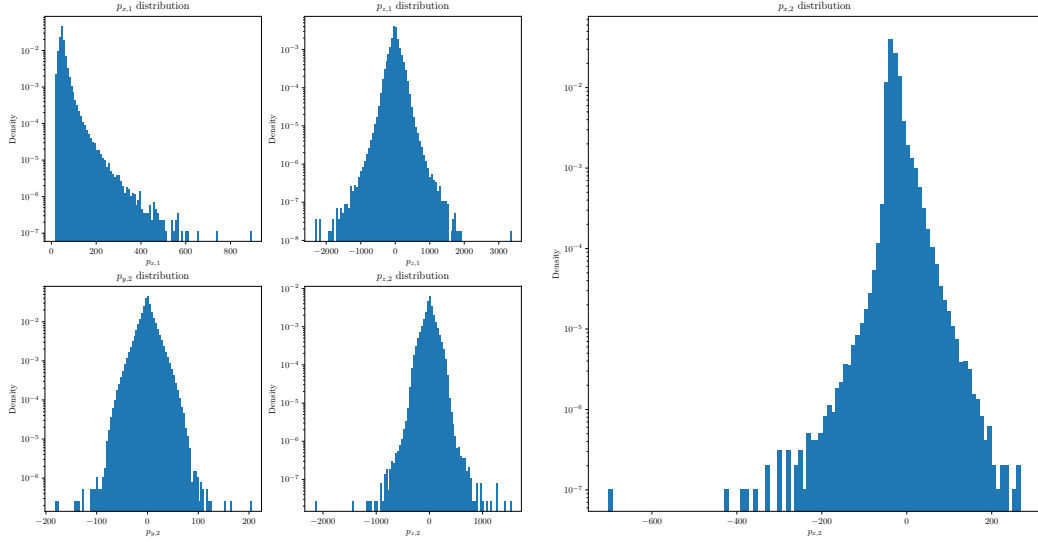 p_{x,1} distribution
Density
10^{-2}
10^{-3}
10^{-4}
10^{-5}
10^{-6}
10^{-7}
0 200 400 600 800
p_{x,1}
p_{z,1} distribution
Density
10^{-3}
10^{-4}
10^{-5}
10^{-6}
10^{-7}
10^{-8}
−2000 −1000 0 1000 2000 3000
p_{z,1}
p_{x,2} distribution
Density
10^{-2}
10^{-3}
10^{-4}
10^{-5}
10^{-6}
10^{-7}
−600 −400 −200 0 200
p_{x,2}
p_{y,2} distribution
Density
10^{-2}
10^{-3}
10^{-4}
10^{-5}
10^{-6}
−200 −100 0 100 200
p_{y,2}
p_{z,2} distribution
Density
10^{-2}
10^{-3}
10^{-4}
10^{-5}
10^{-6}
10^{-7}
−2000 −1000 0 1000
p_{z,2}